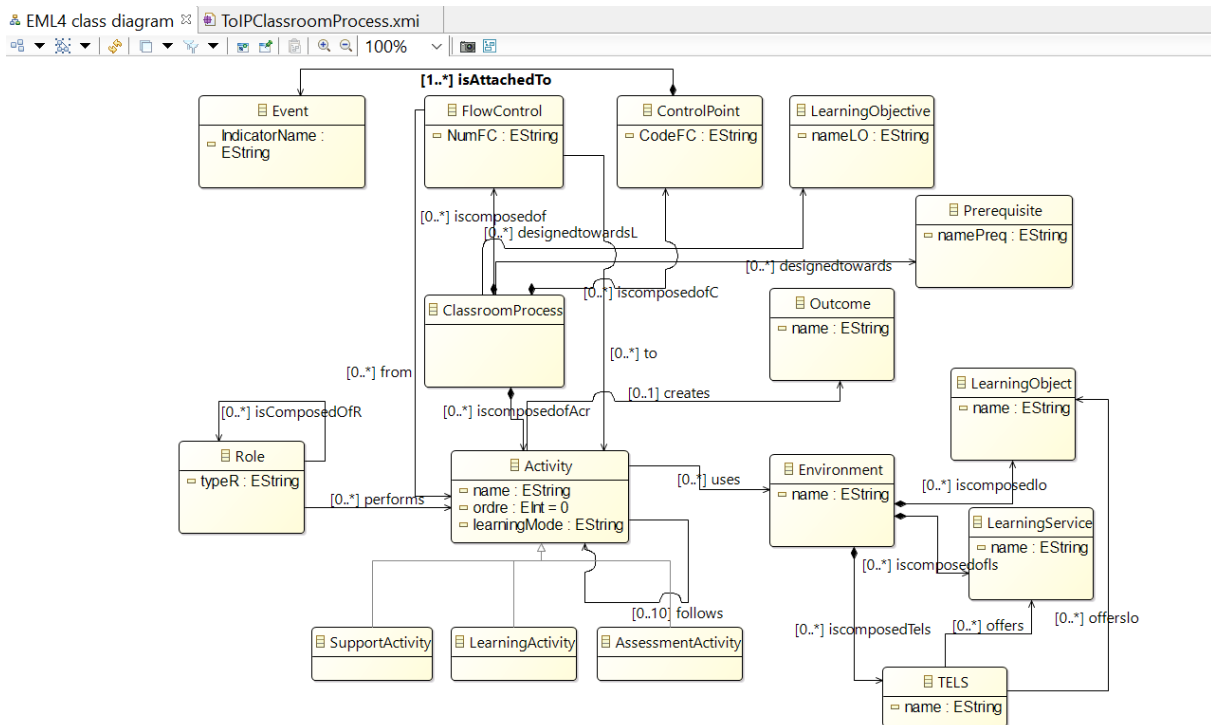 EML4 class diagram
ToIPClassroomProcess.xmi
100%
[1..*] isAttachedTo
Event
IndicatorName :
EString
FlowControl
NumFC : EString
ControlPoint
CodeFC : EString
LearningObjective
nameLO : EString
[0..*] iscomposedof
[0..*] designedtowardsL
Prerequisite
namePreq : EString
[0..*] designedtowards
[0..*] iscomposedofC
ClassroomProcess
Outcome
name : EString
[0..*] to
[0..*] from
[0..1] creates
[0..*] isComposedOfR
[0..*] iscomposedofAcr
LearningObject
name : EString
Role
typeR : EString
[0..*] performs
Activity
name : EString
ordre : EInt = 0
learningMode : EString
[0..*] uses
Environment
name : EString
[0..*] iscomposedlo
LearningService
name : EString
[0..*] iscomposedofls
[0..10] follows
[0..*] iscomposedTels
[0..*] offers
[0..*] offerslo
SupportActivity
LearningActivity
AssessmentActivity
TELS
name : EString